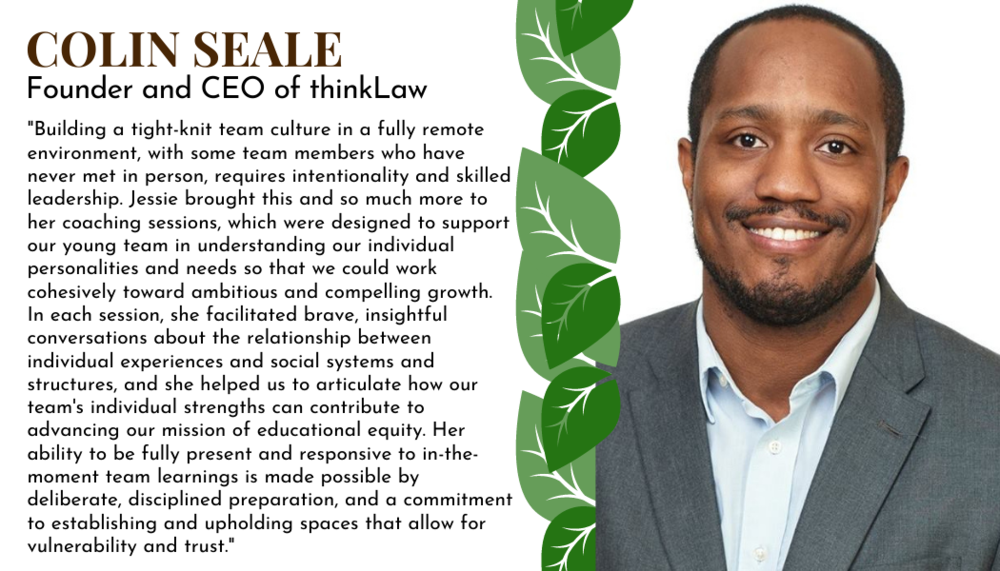 COLIN SEALE
Founder and CEO of thinkLaw
"Building a tight-knit team culture in a fully remote
environment, with some team members who have
never met in person, requires intentionality and skilled
leadership. Jessie brought this and so much more to
her coaching sessions, which were designed to support
our young team in understanding our individual
personalities and needs so that we could work
cohesively toward ambitious and compelling growth.
In each session, she facilitated brave, insightful
conversations about the relationship between
individual experiences and social systems and
structures, and she helped us to articulate how our
team's individual strengths can contribute to
advancing our mission of educational equity. Her
ability to be fully present and responsive to in-the-
moment team learnings is made possible by
deliberate, disciplined preparation, and a commitment
to establishing and upholding spaces that allow for
vulnerability and trust."